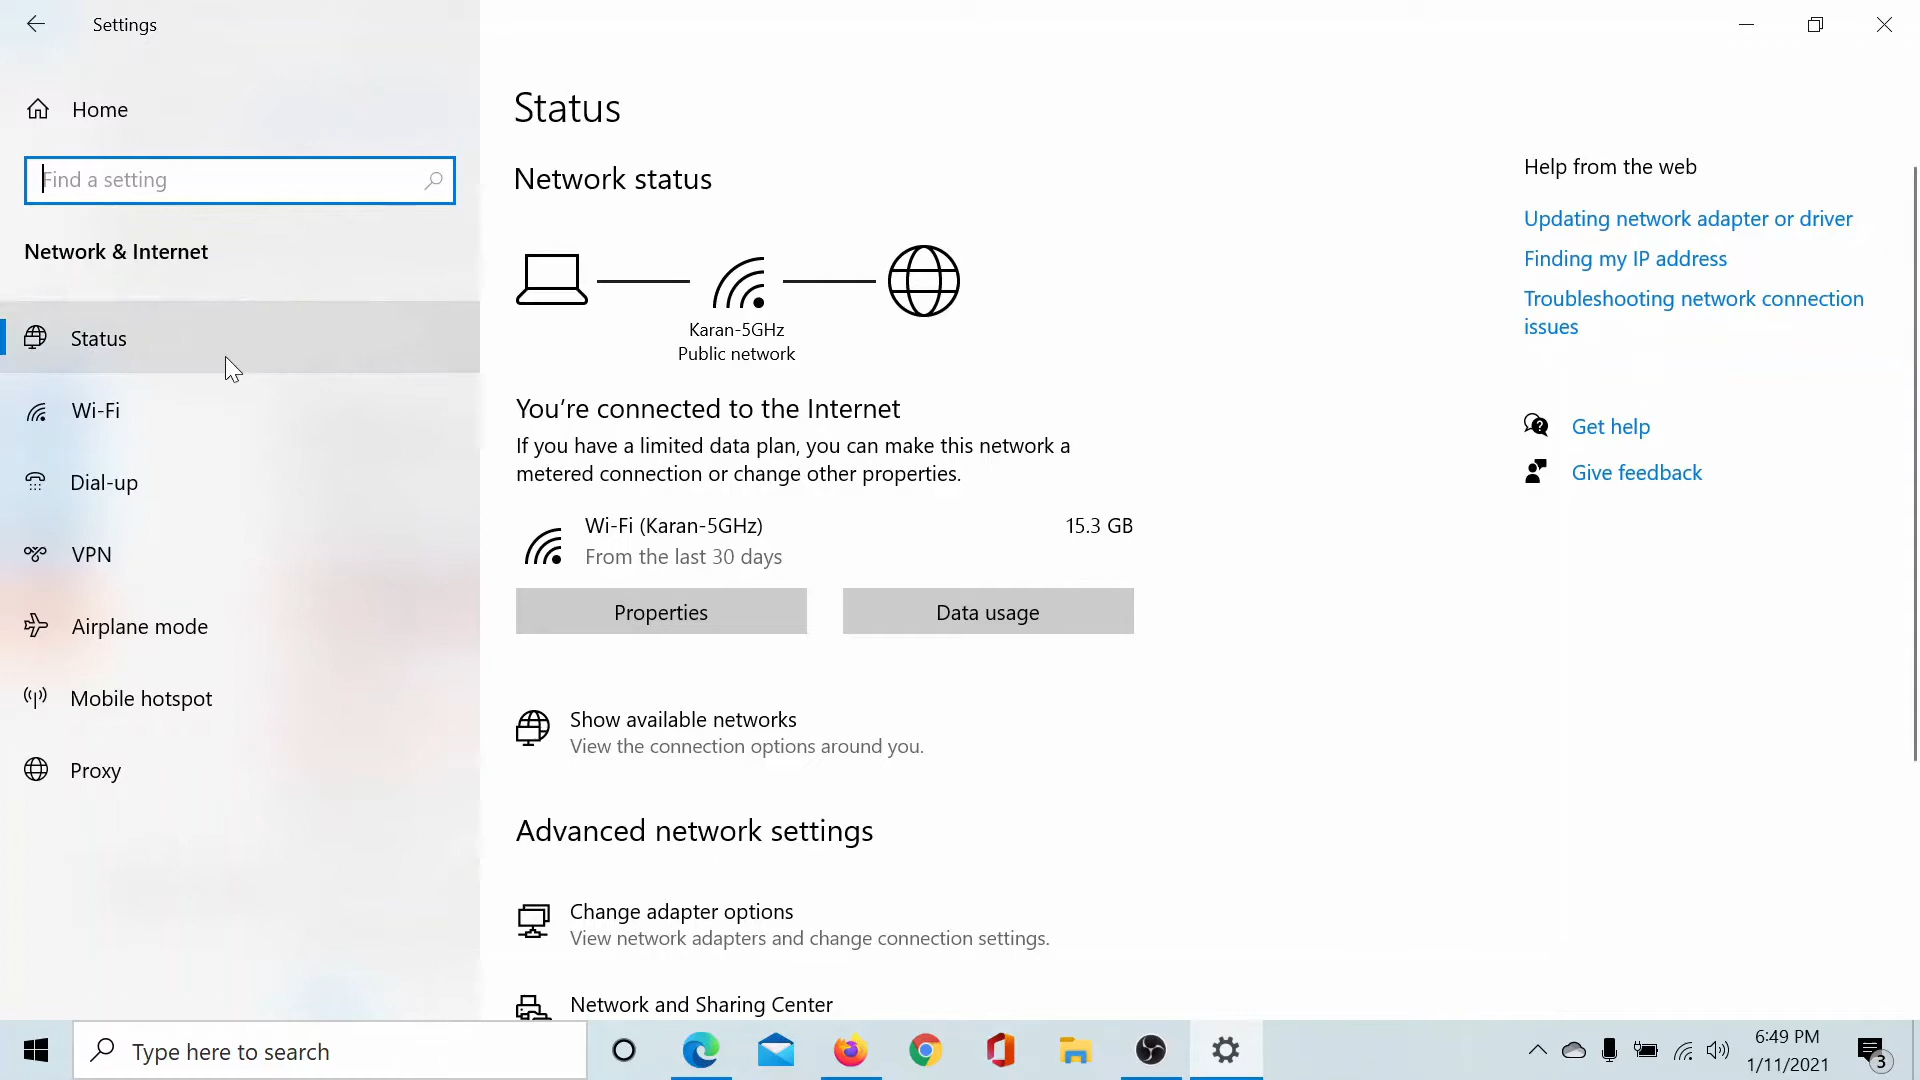 Settings
Home
Find a setting
Network & Internet
Status
Wi-Fi
Dial-up
VPN
Airplane mode
Mobile hotspot
Proxy
Status
Network status
Karan-5GHz
Public network
You’re connected to the Internet
If you have a limited data plan, you can make this network a
metered connection or change other properties.
Wi-Fi (Karan-5GHz)
15.3 GB
From the last 30 days
Properties
Data usage
Show available networks
View the connection options around you.
Advanced network settings
Change adapter options
View network adapters and change connection settings.
Network and Sharing Center
Help from the web
Updating network adapter or driver
Finding my IP address
Troubleshooting network connection
issues
Get help
Give feedback
Type here to search
6:49 PM
1/11/2021
3